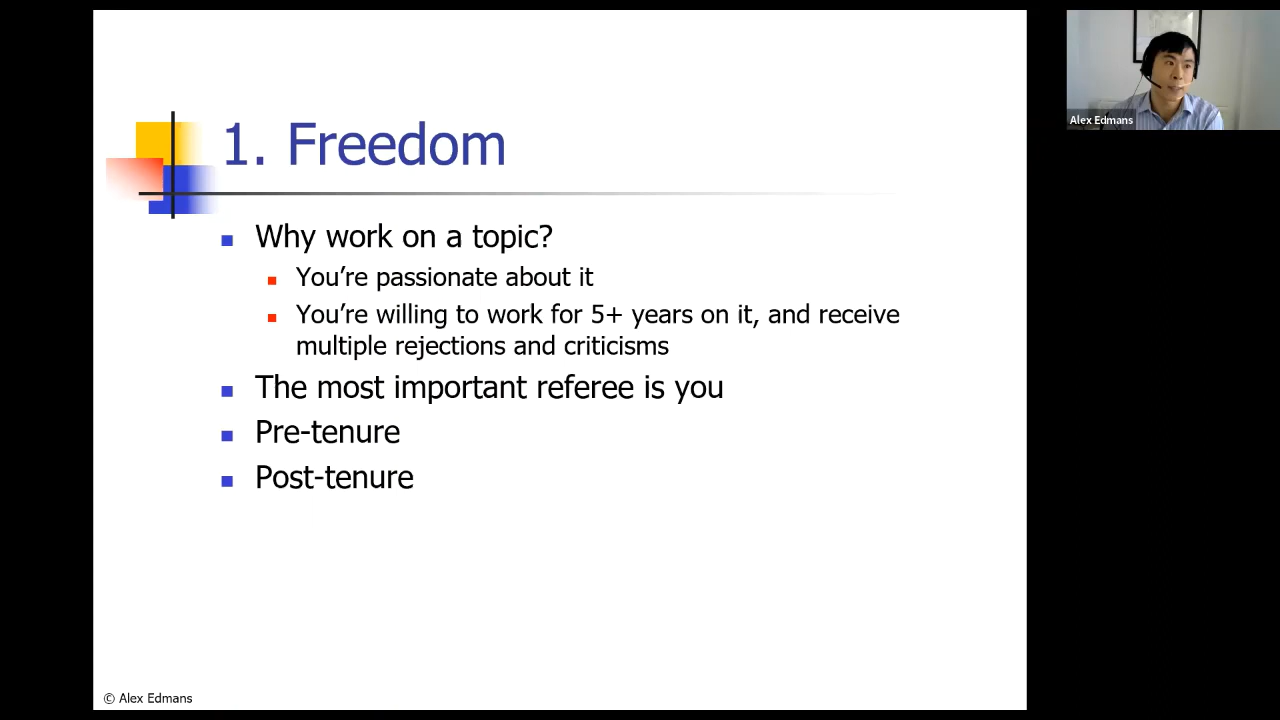 1. Freedom
Why work on a topic?
You're passionate about it
You're willing to work for 5+ years on it, and receive
multiple rejections and criticisms
The most important referee is you
Pre-tenure
Post-tenure
© Alex Edmans
Alex Edmans